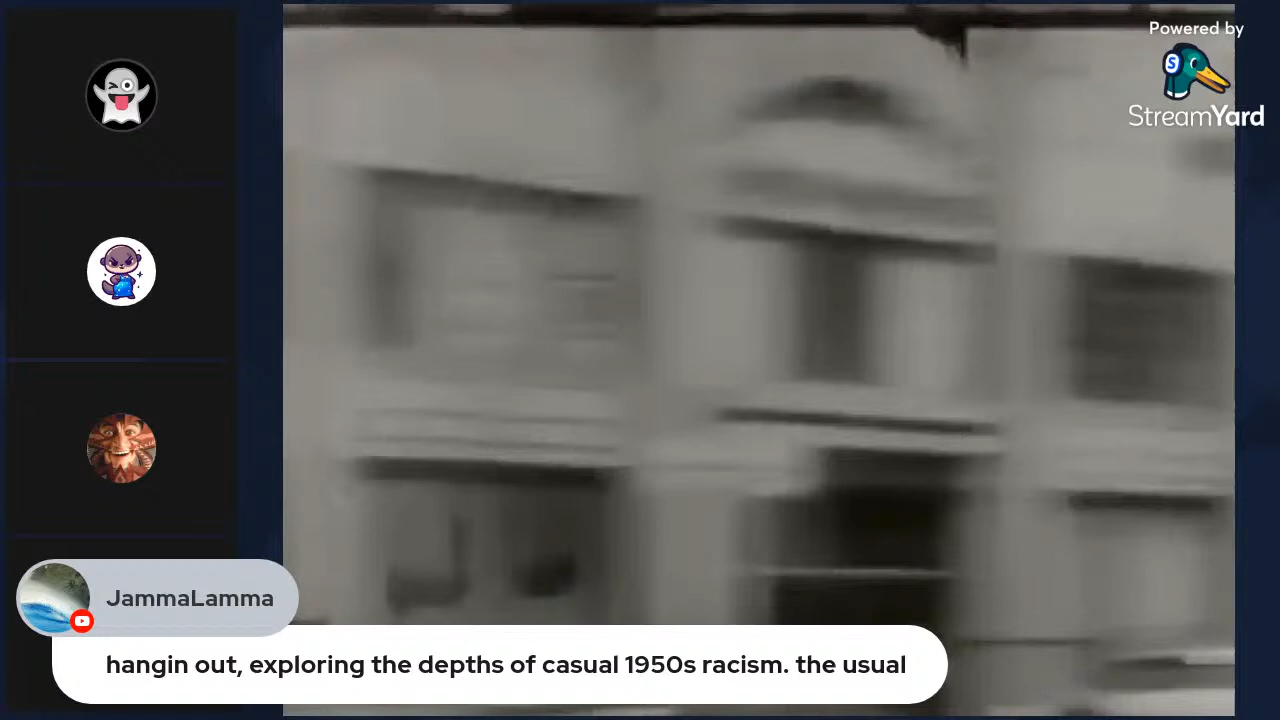 Powered by
StreamYard
JammaLamma
hangin out, exploring the depths of casual 1950s racism. the usual